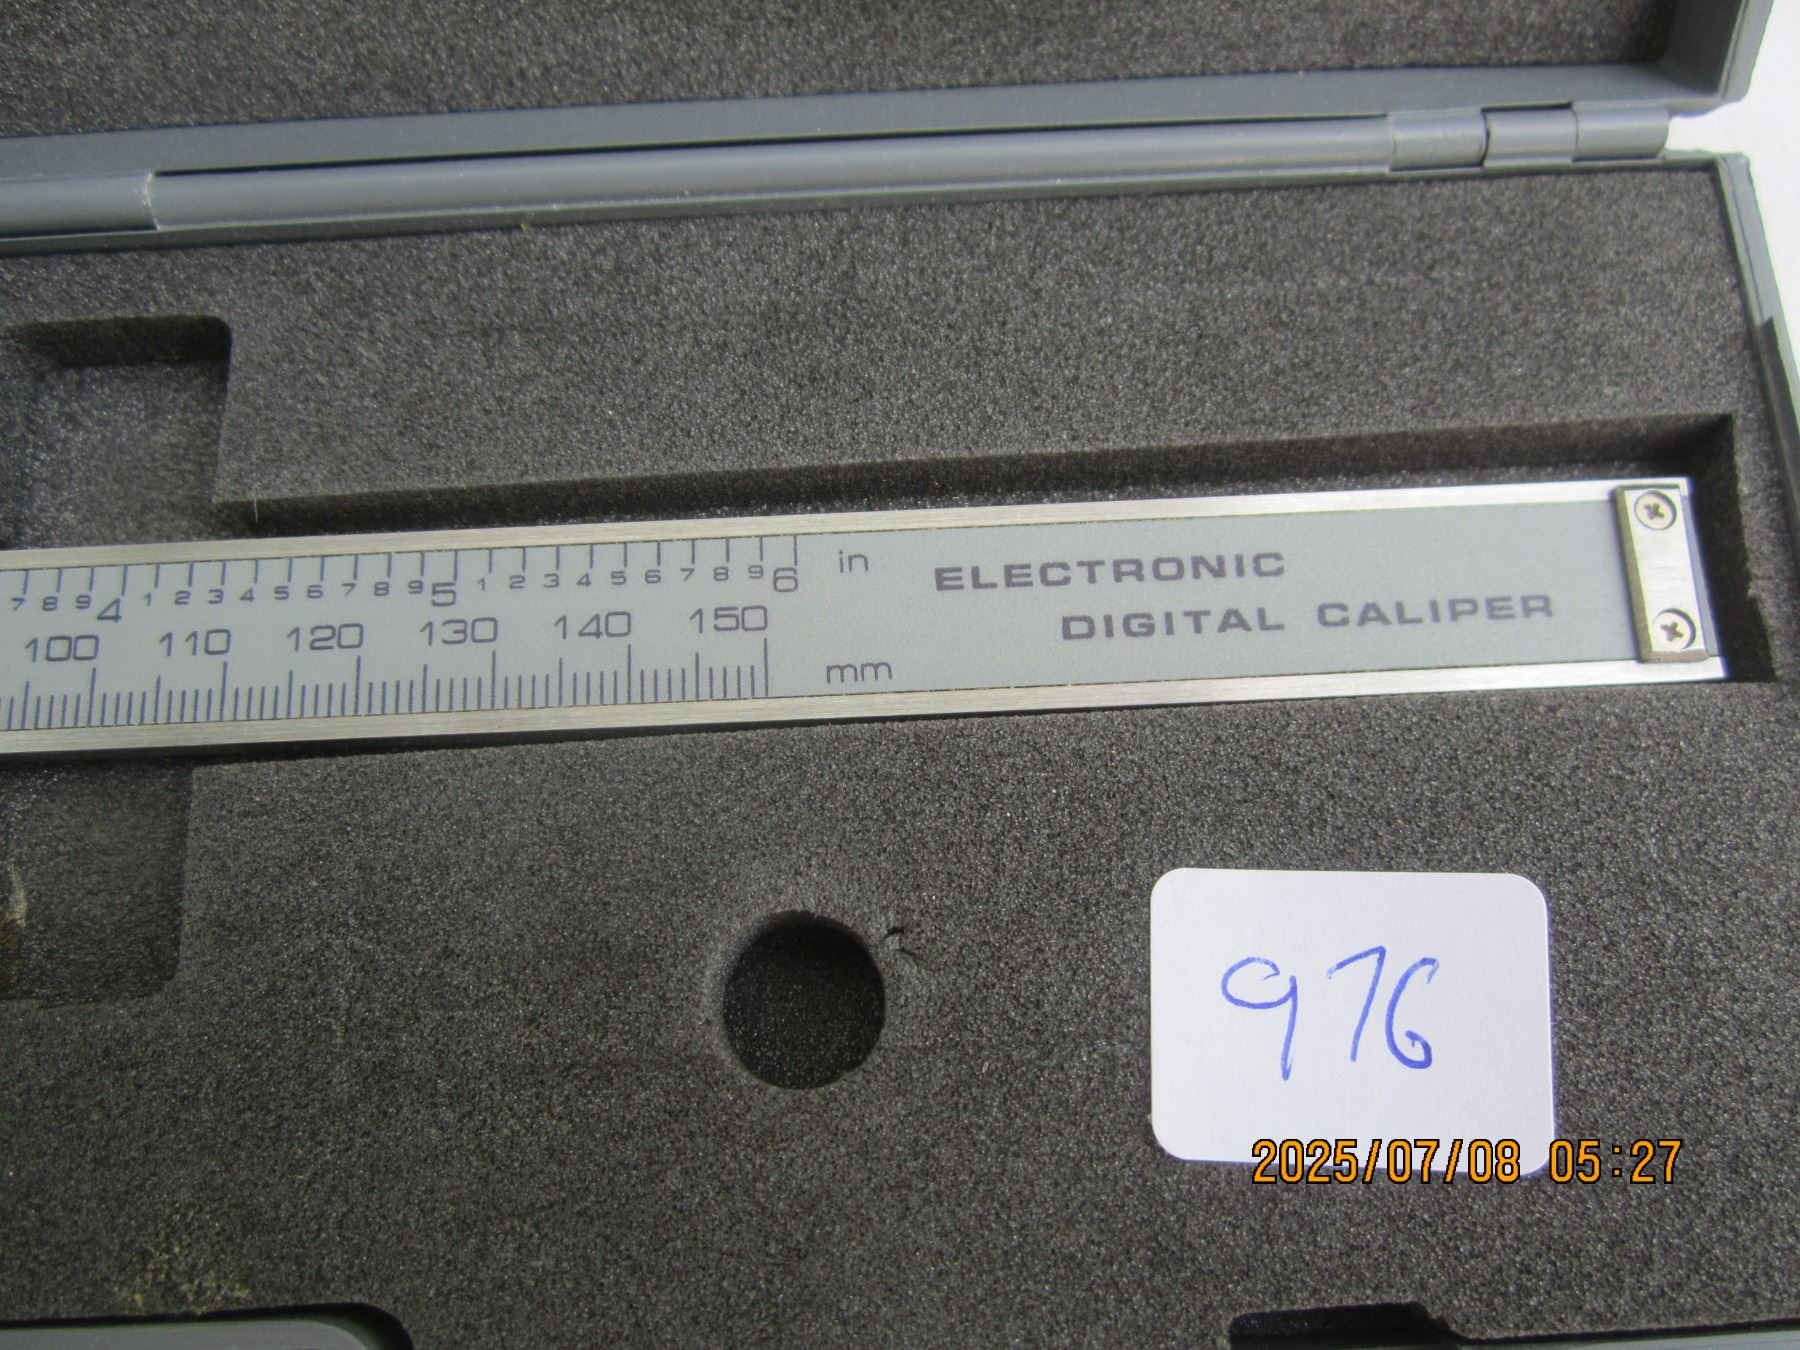 7 8 9 4 1 2 3 4 5 6 7 8 9 5 1 2 3 4 5 6 7 8 9 6 in
100 110 120 130 140 150
mm
ELECTRONIC
DIGITAL CALIPER
976
2025/07/08 05:27